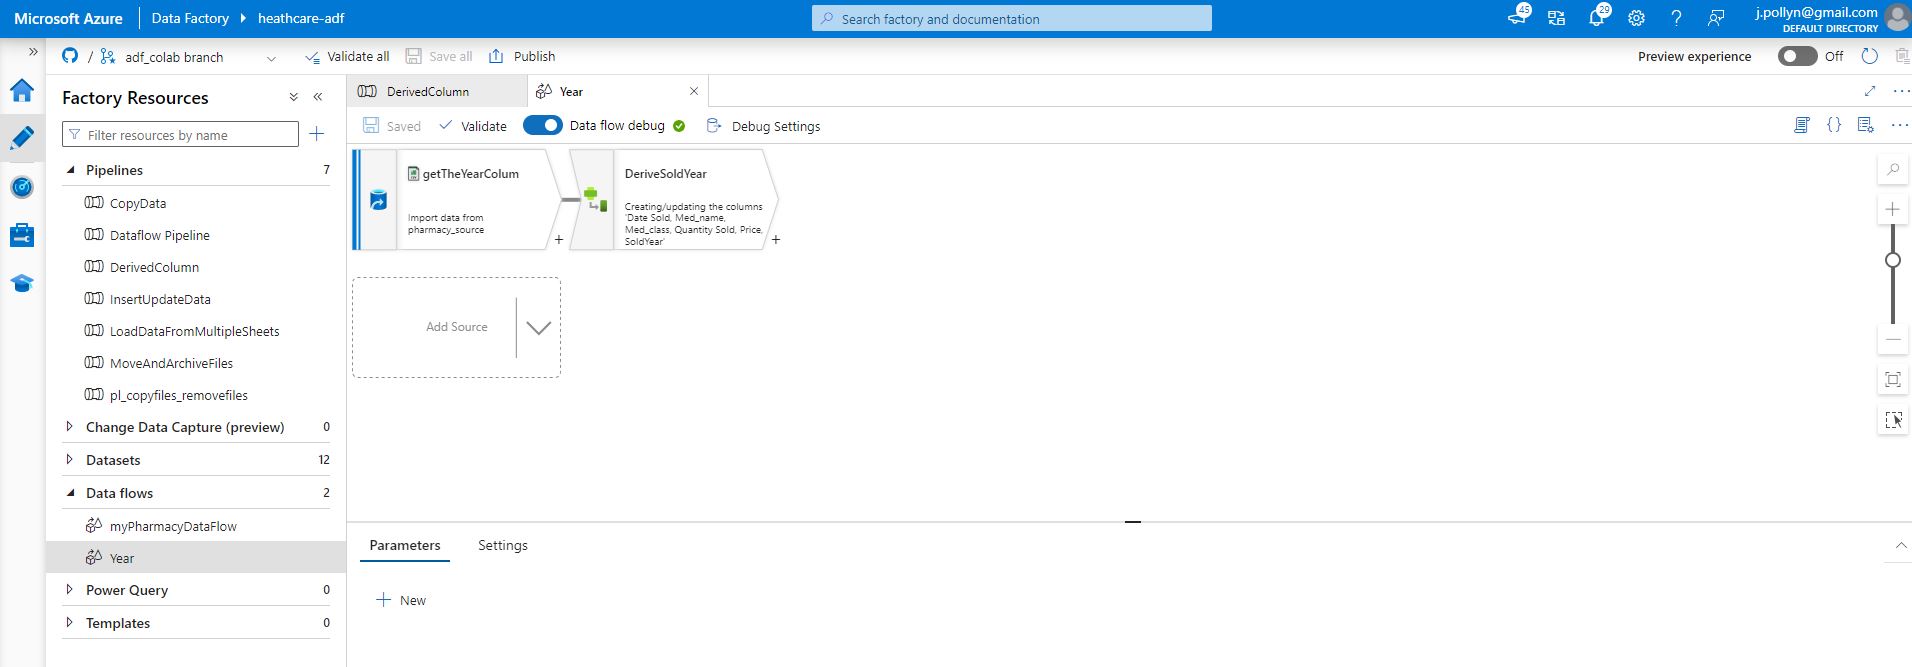 Microsoft Azure
Data Factory
heathcare-adf
Search factory and documentation
45
29
?
j.pollyn@gmail.com
DEFAULT DIRECTORY
»
/
adf_colab branch
Validate all
Save all
Publish
Preview experience
Off
Factory Resources
«
Filter resources by name
+
Pipelines
7
CopyData
Dataflow Pipeline
DerivedColumn
InsertUpdateData
LoadDataFromMultipleSheets
MoveAndArchiveFiles
pl_copyfiles_removefiles
Change Data Capture (preview)
0
Datasets
12
Data flows
2
myPharmacyDataFlow
Year
Power Query
0
Templates
0
DerivedColumn
Year
Saved
Validate
Data flow debug
Debug Settings
{}
getTheYearColum
Import data from
pharmacy_source
+
DeriveSoldYear
Creating/updating the columns
'Date Sold, Med_name,
Med_class, Quantity Sold, Price,
SoldYear'
+
Add Source
Parameters
Settings
+ New